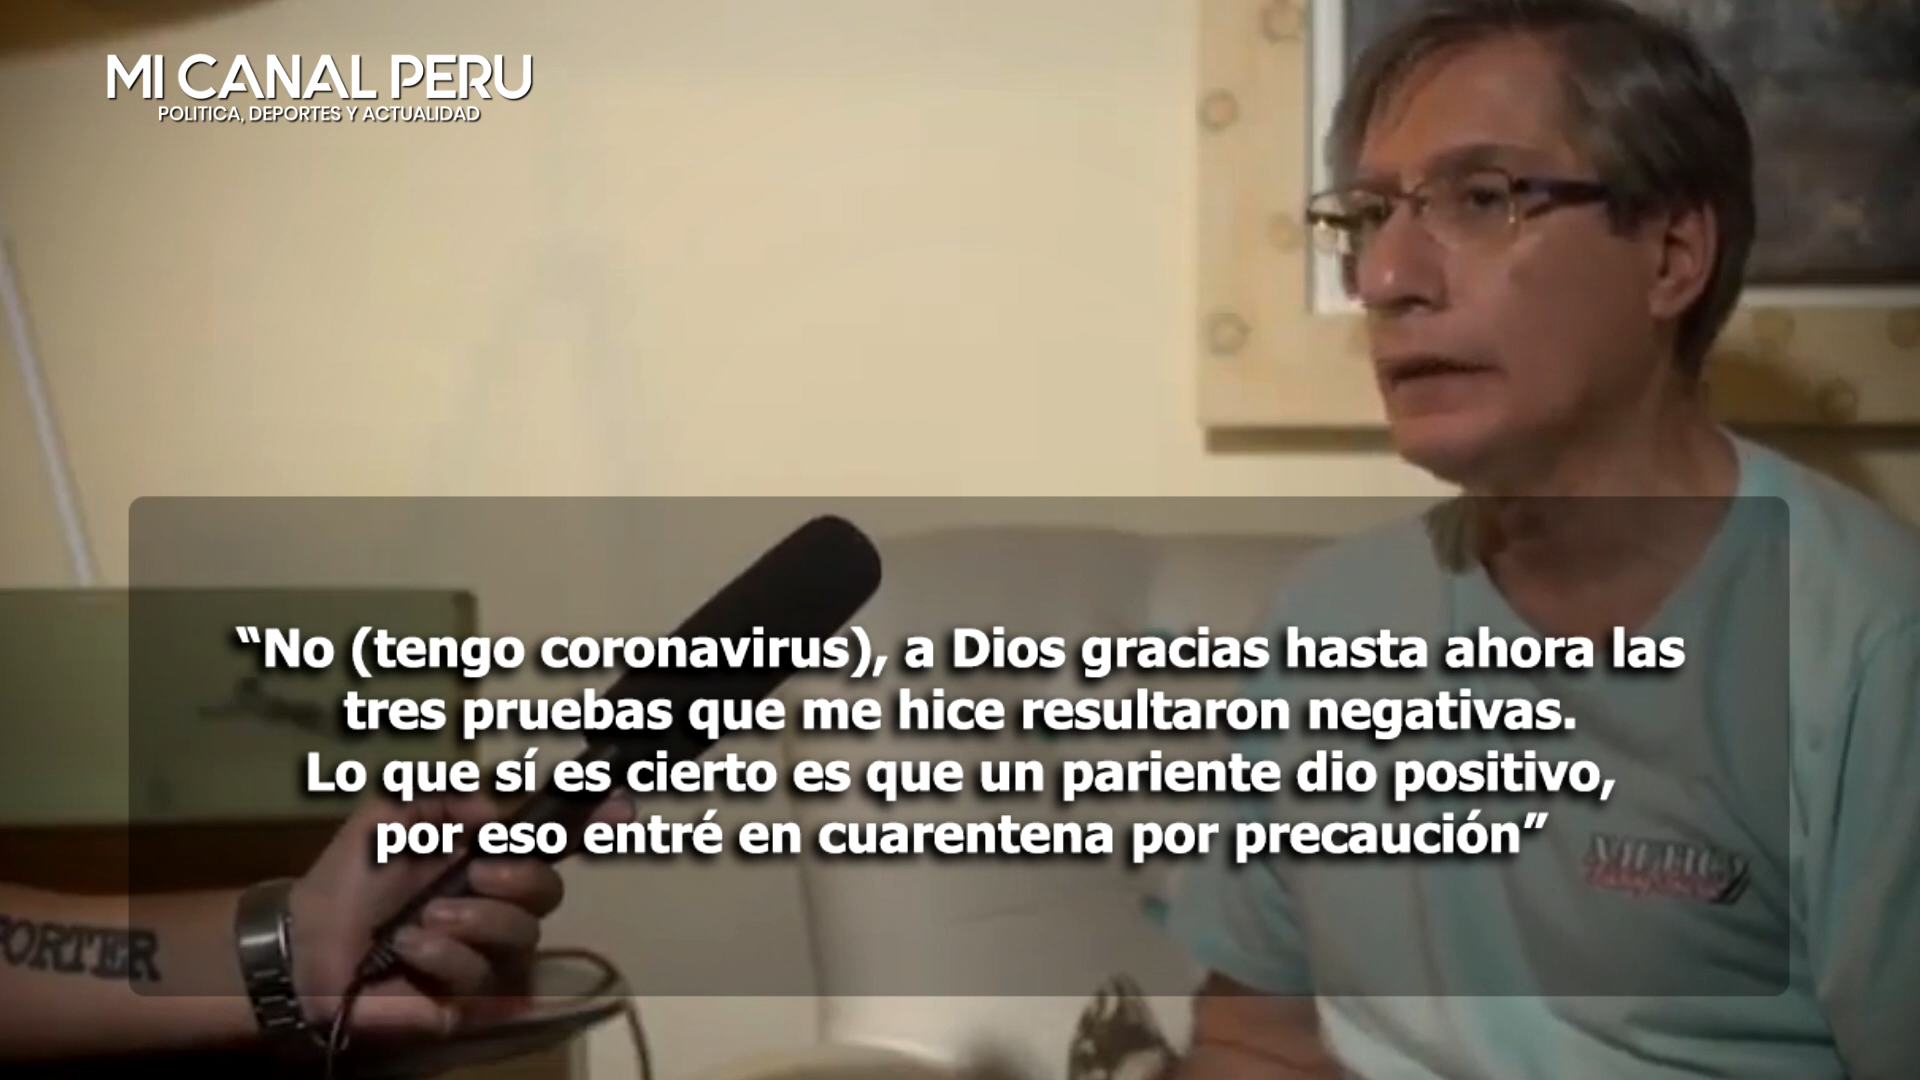 MI CANAL PERU
POLITICA, DEPORTES Y ACTUALIDAD
“No (tengo coronavirus), a Dios gracias hasta ahora las
tres pruebas que me hice resultaron negativas.
Lo que sí es cierto es que un pariente dio positivo,
por eso entré en cuarentena por precaución”
PORTER